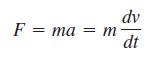 F = ma = m dv/dt